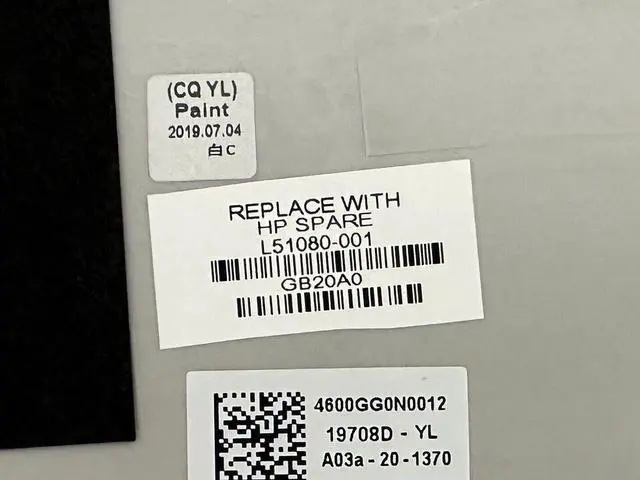 (CQ YL)
Paint
2019.07.04
白C
REPLACE WITH
HP SPARE
L51080-001
GB20A0
4600GG0N0012
19708D - YL
A03a - 20 - 1370